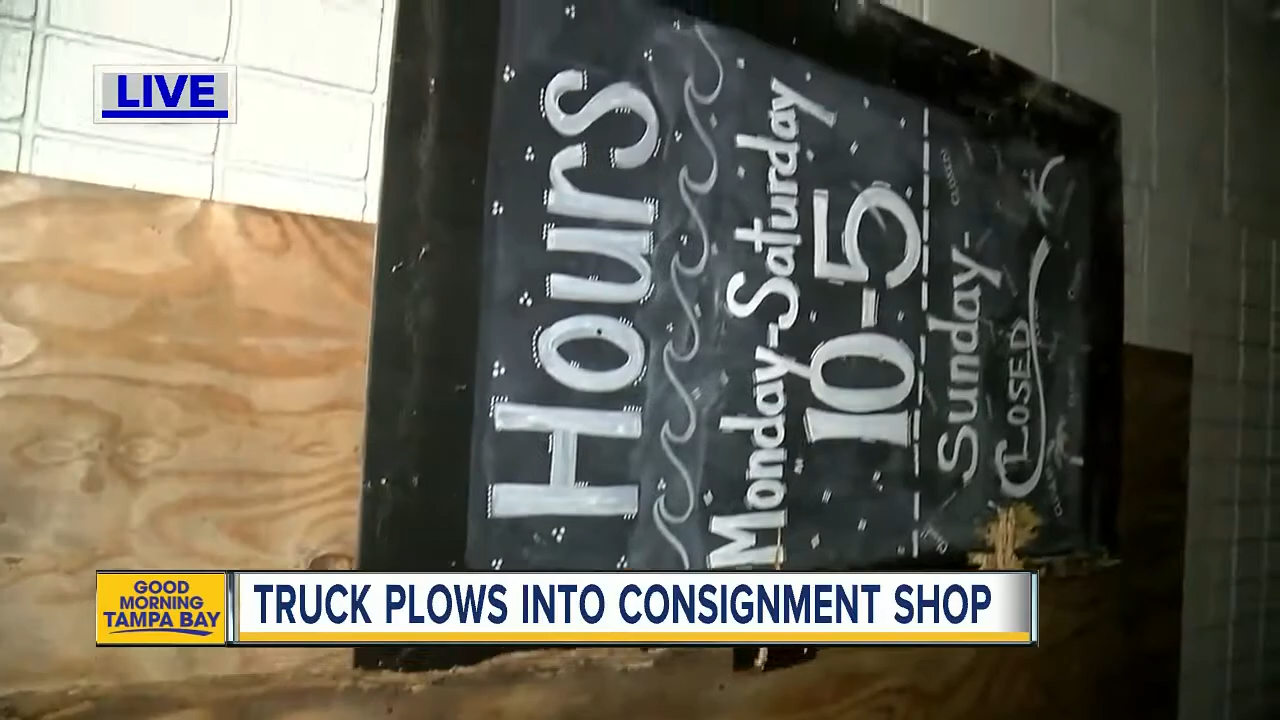 LIVE
Hours
Monday-Saturday
10-5
Sunday-
CLOSED
GOOD
MORNING
TAMPA BAY
TRUCK PLOWS INTO CONSIGNMENT SHOP